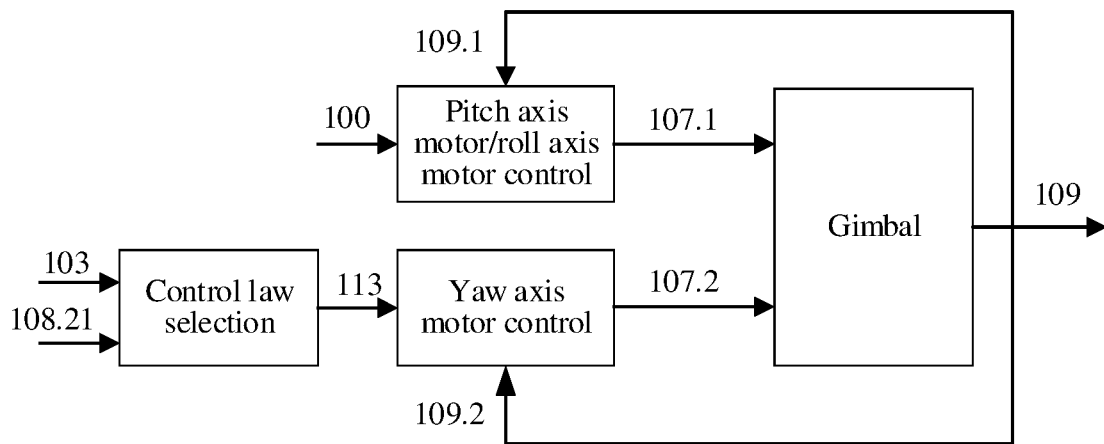 109.1
100
Pitch axis
motor/roll axis
motor control
107.1
Gimbal
109
103
108.21
Control law
selection
113
Yaw axis
motor control
107.2
109.2